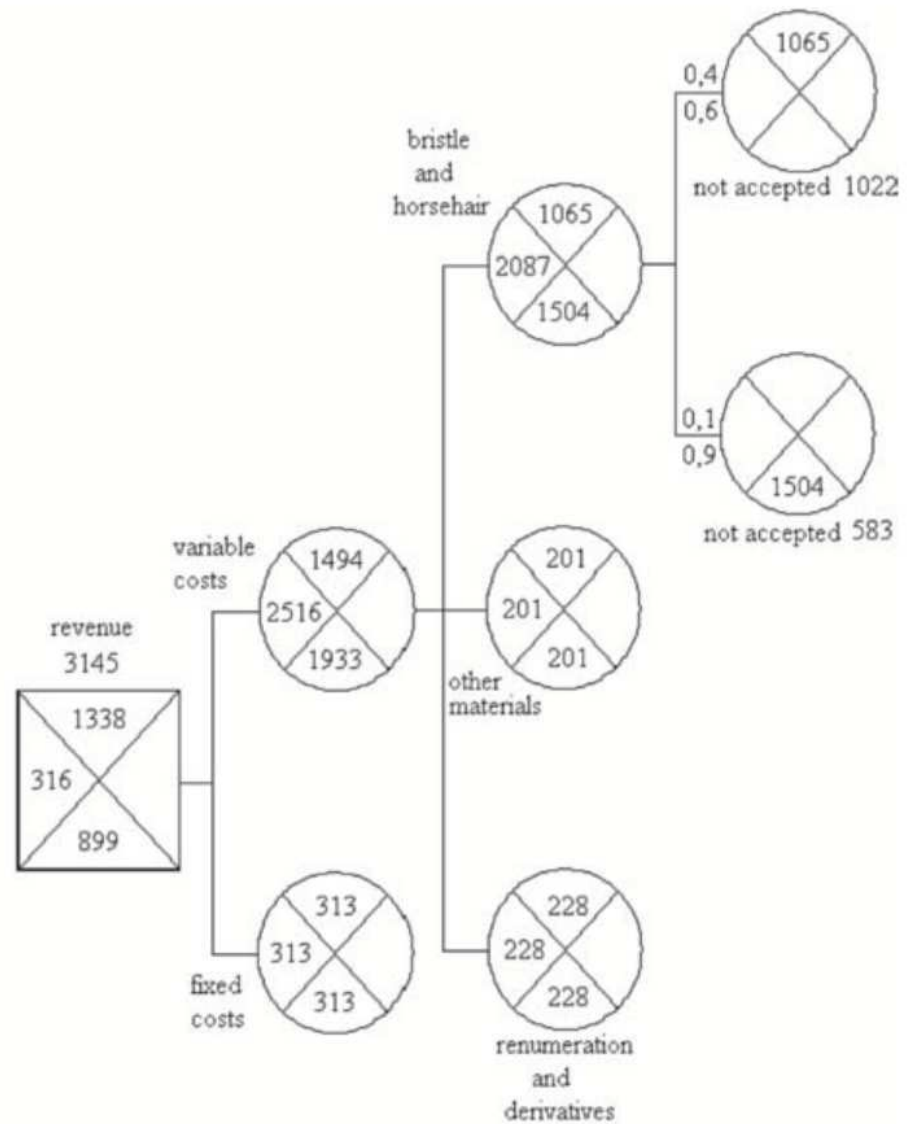 1065
0,4
0,6
not accepted 1022
bristle
and
horsehair
1065
2087
1504
0,1
0,9
1504
not accepted 583
variable
costs
1494
2516
1933
201
201
201
other
materials
revenue
3145
1338
316
899
313
313
313
fixed
costs
228
228
228
renumeration
and
derivatives